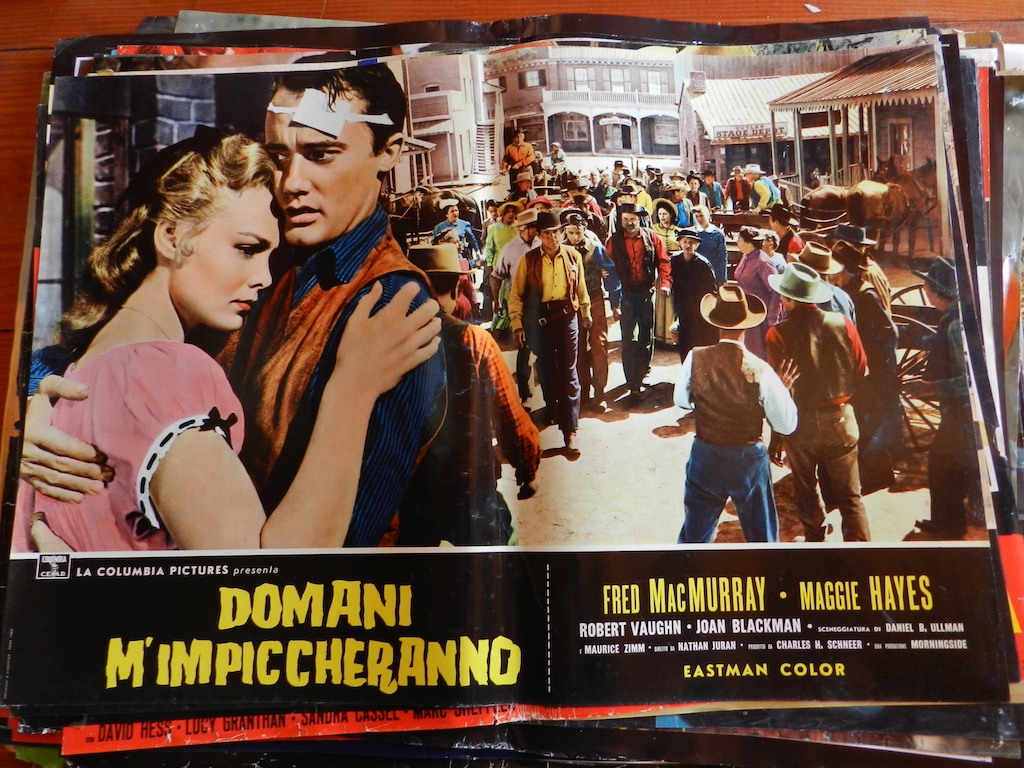 STAGE DEPOT
COLUMBIA
C.E.I.A.D.
LA COLUMBIA PICTURES presenta
DOMANI
M'IMPICCHERANNO
FRED MACMURRAY • MAGGIE HAYES
ROBERT VAUGHN • JOAN BLACKMAN • SCENEGGIATURA DI DANIEL B. ULLMAN
E MAURICE ZIMM • DIRETTO DA NATHAN JURAN • PRODOTTO DA CHARLES H. SCHNEER • UNA PRODUZIONE MORNINGSIDE
EASTMAN COLOR
DAVID HESS • LUCY GRANTHAN • SANDRA CASSEL • MARC